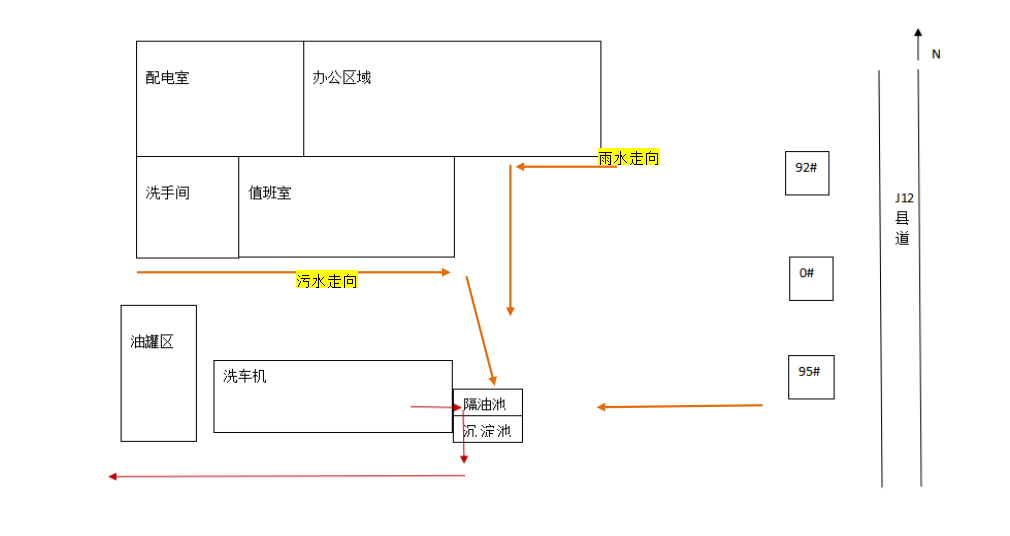 N
配电室
办公区域
雨水走向
92#
洗手间
值班室
J12
县
道
0#
污水走向
油罐区
洗车机
95#
隔油池
沉淀池